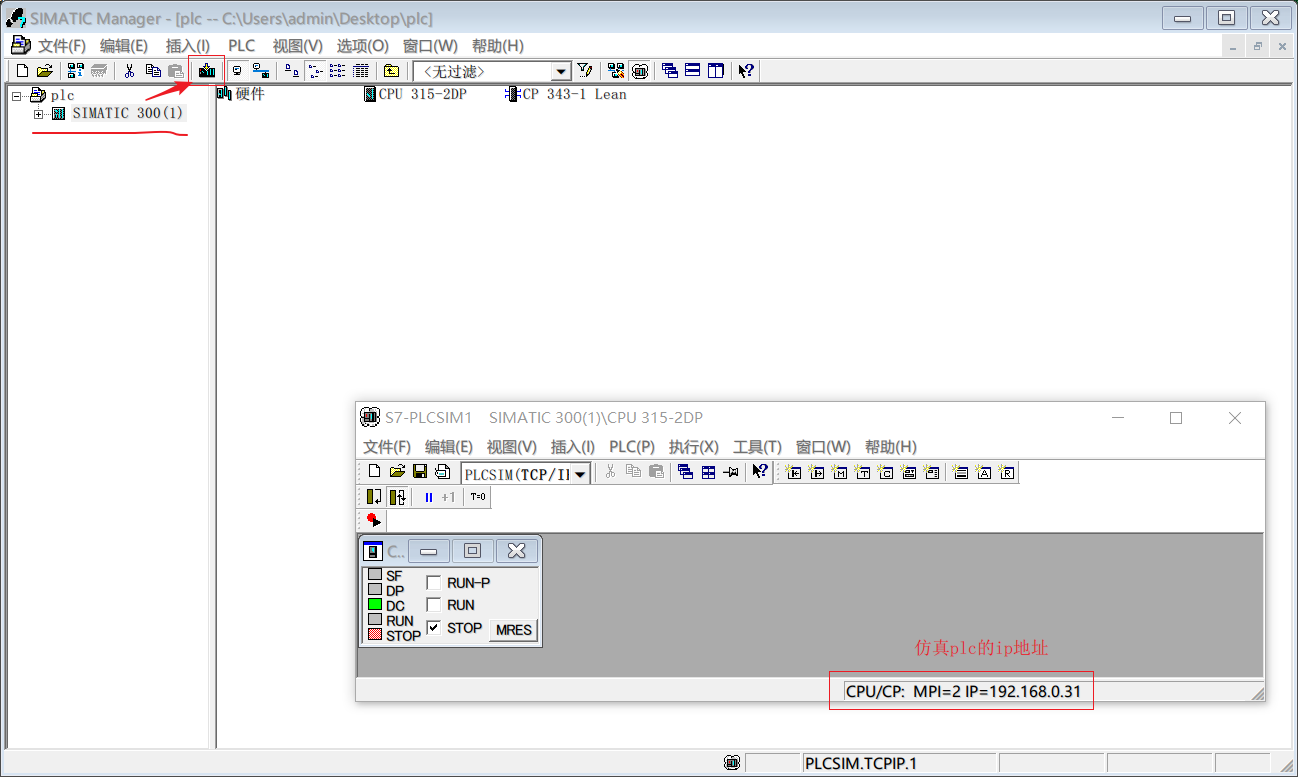 SIMATIC Manager - [plc -- C:\Users\admin\Desktop\plc]
文件(F) 编辑(E) 插入(I) PLC 视图(V) 选项(O) 窗口(W) 帮助(H)
<无过滤>
plc
SIMATIC 300(1)
硬件 CPU 315-2DP CP 343-1 Lean
S7-PLCSIM1 SIMATIC 300(1)\CPU 315-2DP
文件(F) 编辑(E) 视图(V) 插入(I) PLC(P) 执行(X) 工具(T) 窗口(W) 帮助(H)
PLCSIM(TCP/II
+1 T=0
C..
SF
DP
DC
RUN
STOP
RUN-P
RUN
STOP MRES
仿真plc的ip地址
CPU/CP: MPI=2 IP=192.168.0.31
PLCSIM.TCPIP.1